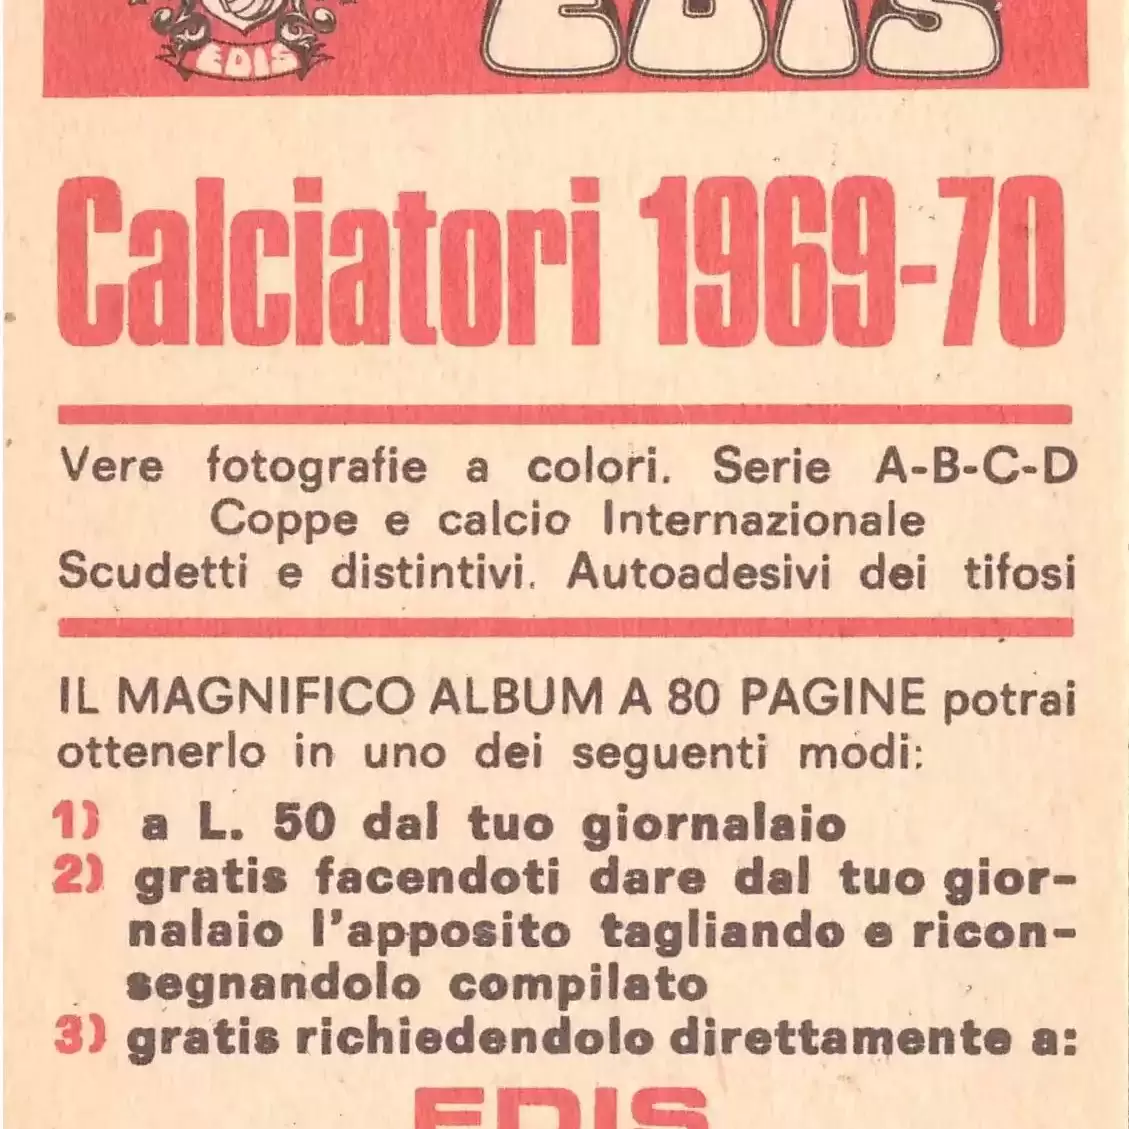 EDIS
EDIS
Calciatori 1969-70
Vere fotografie a colori. Serie A-B-C-D
Coppe e calcio Internazionale
Scudetti e distintivi. Autoadesivi dei tifosi
IL MAGNIFICO ALBUM A 80 PAGINE potrai
ottenerlo in uno dei seguenti modi:
1) a L. 50 dal tuo giornalaio
2) gratis facendoti dare dal tuo gior-
nalaio l'apposito tagliando e ricon-
segnandolo compilato
3) gratis richiedendolo direttamente a:
EDIS